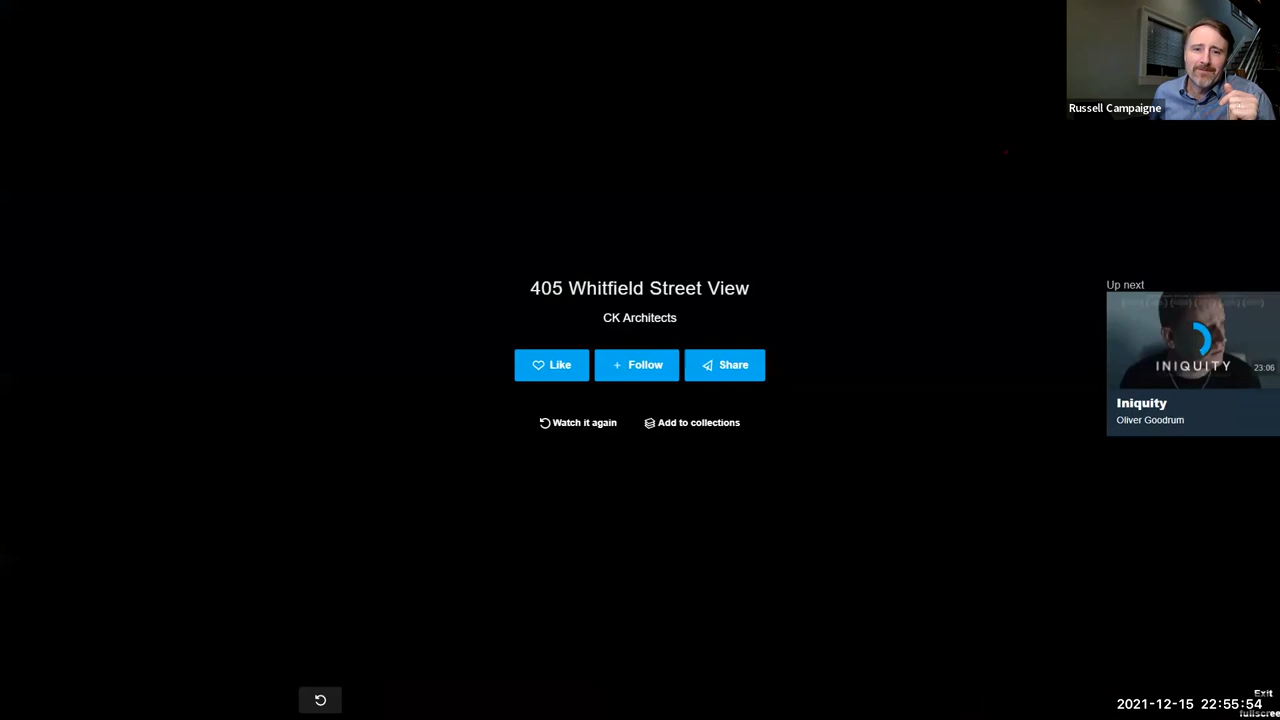 Russell Campaigne
405 Whitfield Street View
CK Architects
Like
Follow
Share
Watch it again
Add to collections
Up next
INIQUITY
23:06
Iniquity
Oliver Goodrum
Exit
2021-12-15 22:55:54